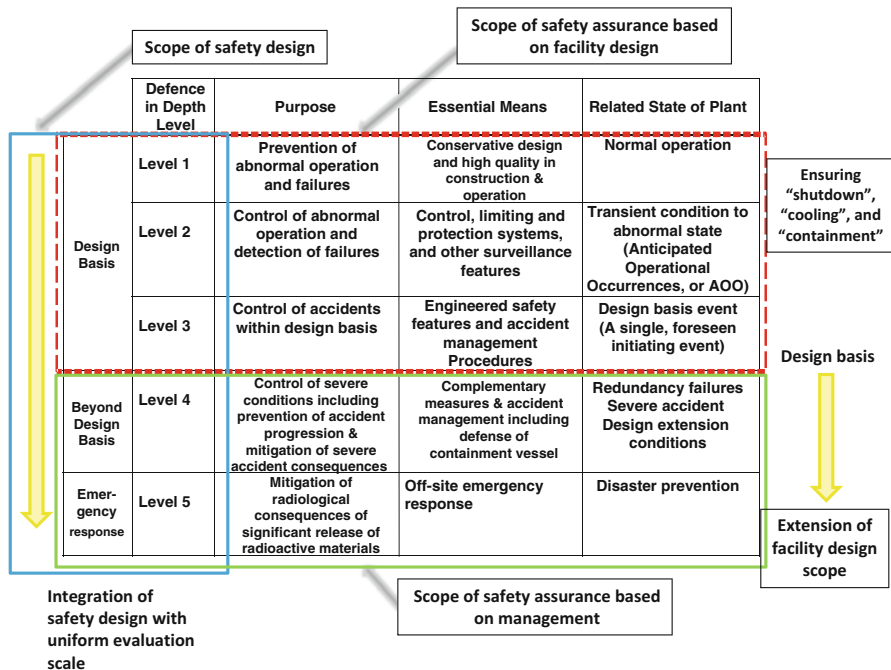 Scope of safety design
Scope of safety assurance based
on facility design
Defence
in Depth
Level
Purpose
Essential Means
Related State of Plant
Design
Basis
Level 1
Prevention of
abnormal operation
and failures
Conservative design
and high quality in
construction &
operation
Normal operation
Level 2
Control of abnormal
operation and
detection of failures
Control, limiting and
protection systems,
and other surveillance
features
Transient condition to
abnormal state
(Anticipated
Operational
Occurrences, or AOO)
Level 3
Control of accidents
within design basis
Engineered safety
features and accident
management
Procedures
Design basis event
(A single, foreseen
initiating event)
Beyond
Design
Basis
Level 4
Control of severe
conditions including
prevention of accident
progression &
mitigation of severe
accident consequences
Complementary
measures & accident
management including
defense of
containment vessel
Redundancy failures
Severe accident
Design extension
conditions
Emer-
gency
response
Level 5
Mitigation of
radiological
consequences of
significant release of
radioactive materials
Off-site emergency
response
Disaster prevention
Ensuring
“shutdown”,
“cooling”, and
“containment”
Design basis
Extension of
facility design
scope
Integration of
safety design with
uniform evaluation
scale
Scope of safety assurance based
on management